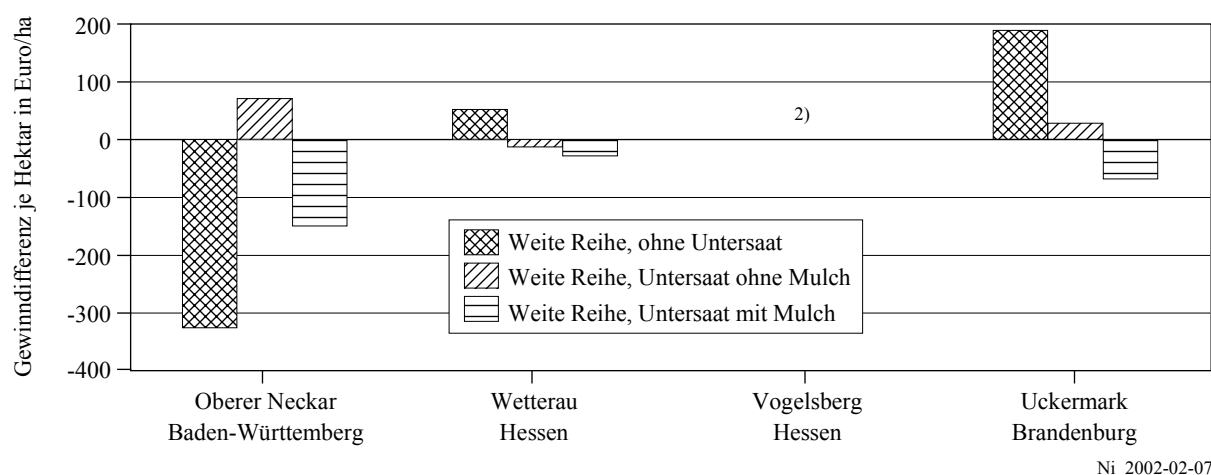 Gewinndifferenz je Hektar in Euro/ha
200
100
0
-100
-200
-300
-400
2)
Weite Reihe, ohne Untersaat
Weite Reihe, Untersaat ohne Mulch
Weite Reihe, Untersaat mit Mulch
Oberer Neckar
Baden-Württemberg
Wetterau
Hessen
Vogelsberg
Hessen
Uckermark
Brandenburg
Ni 2002-02-07